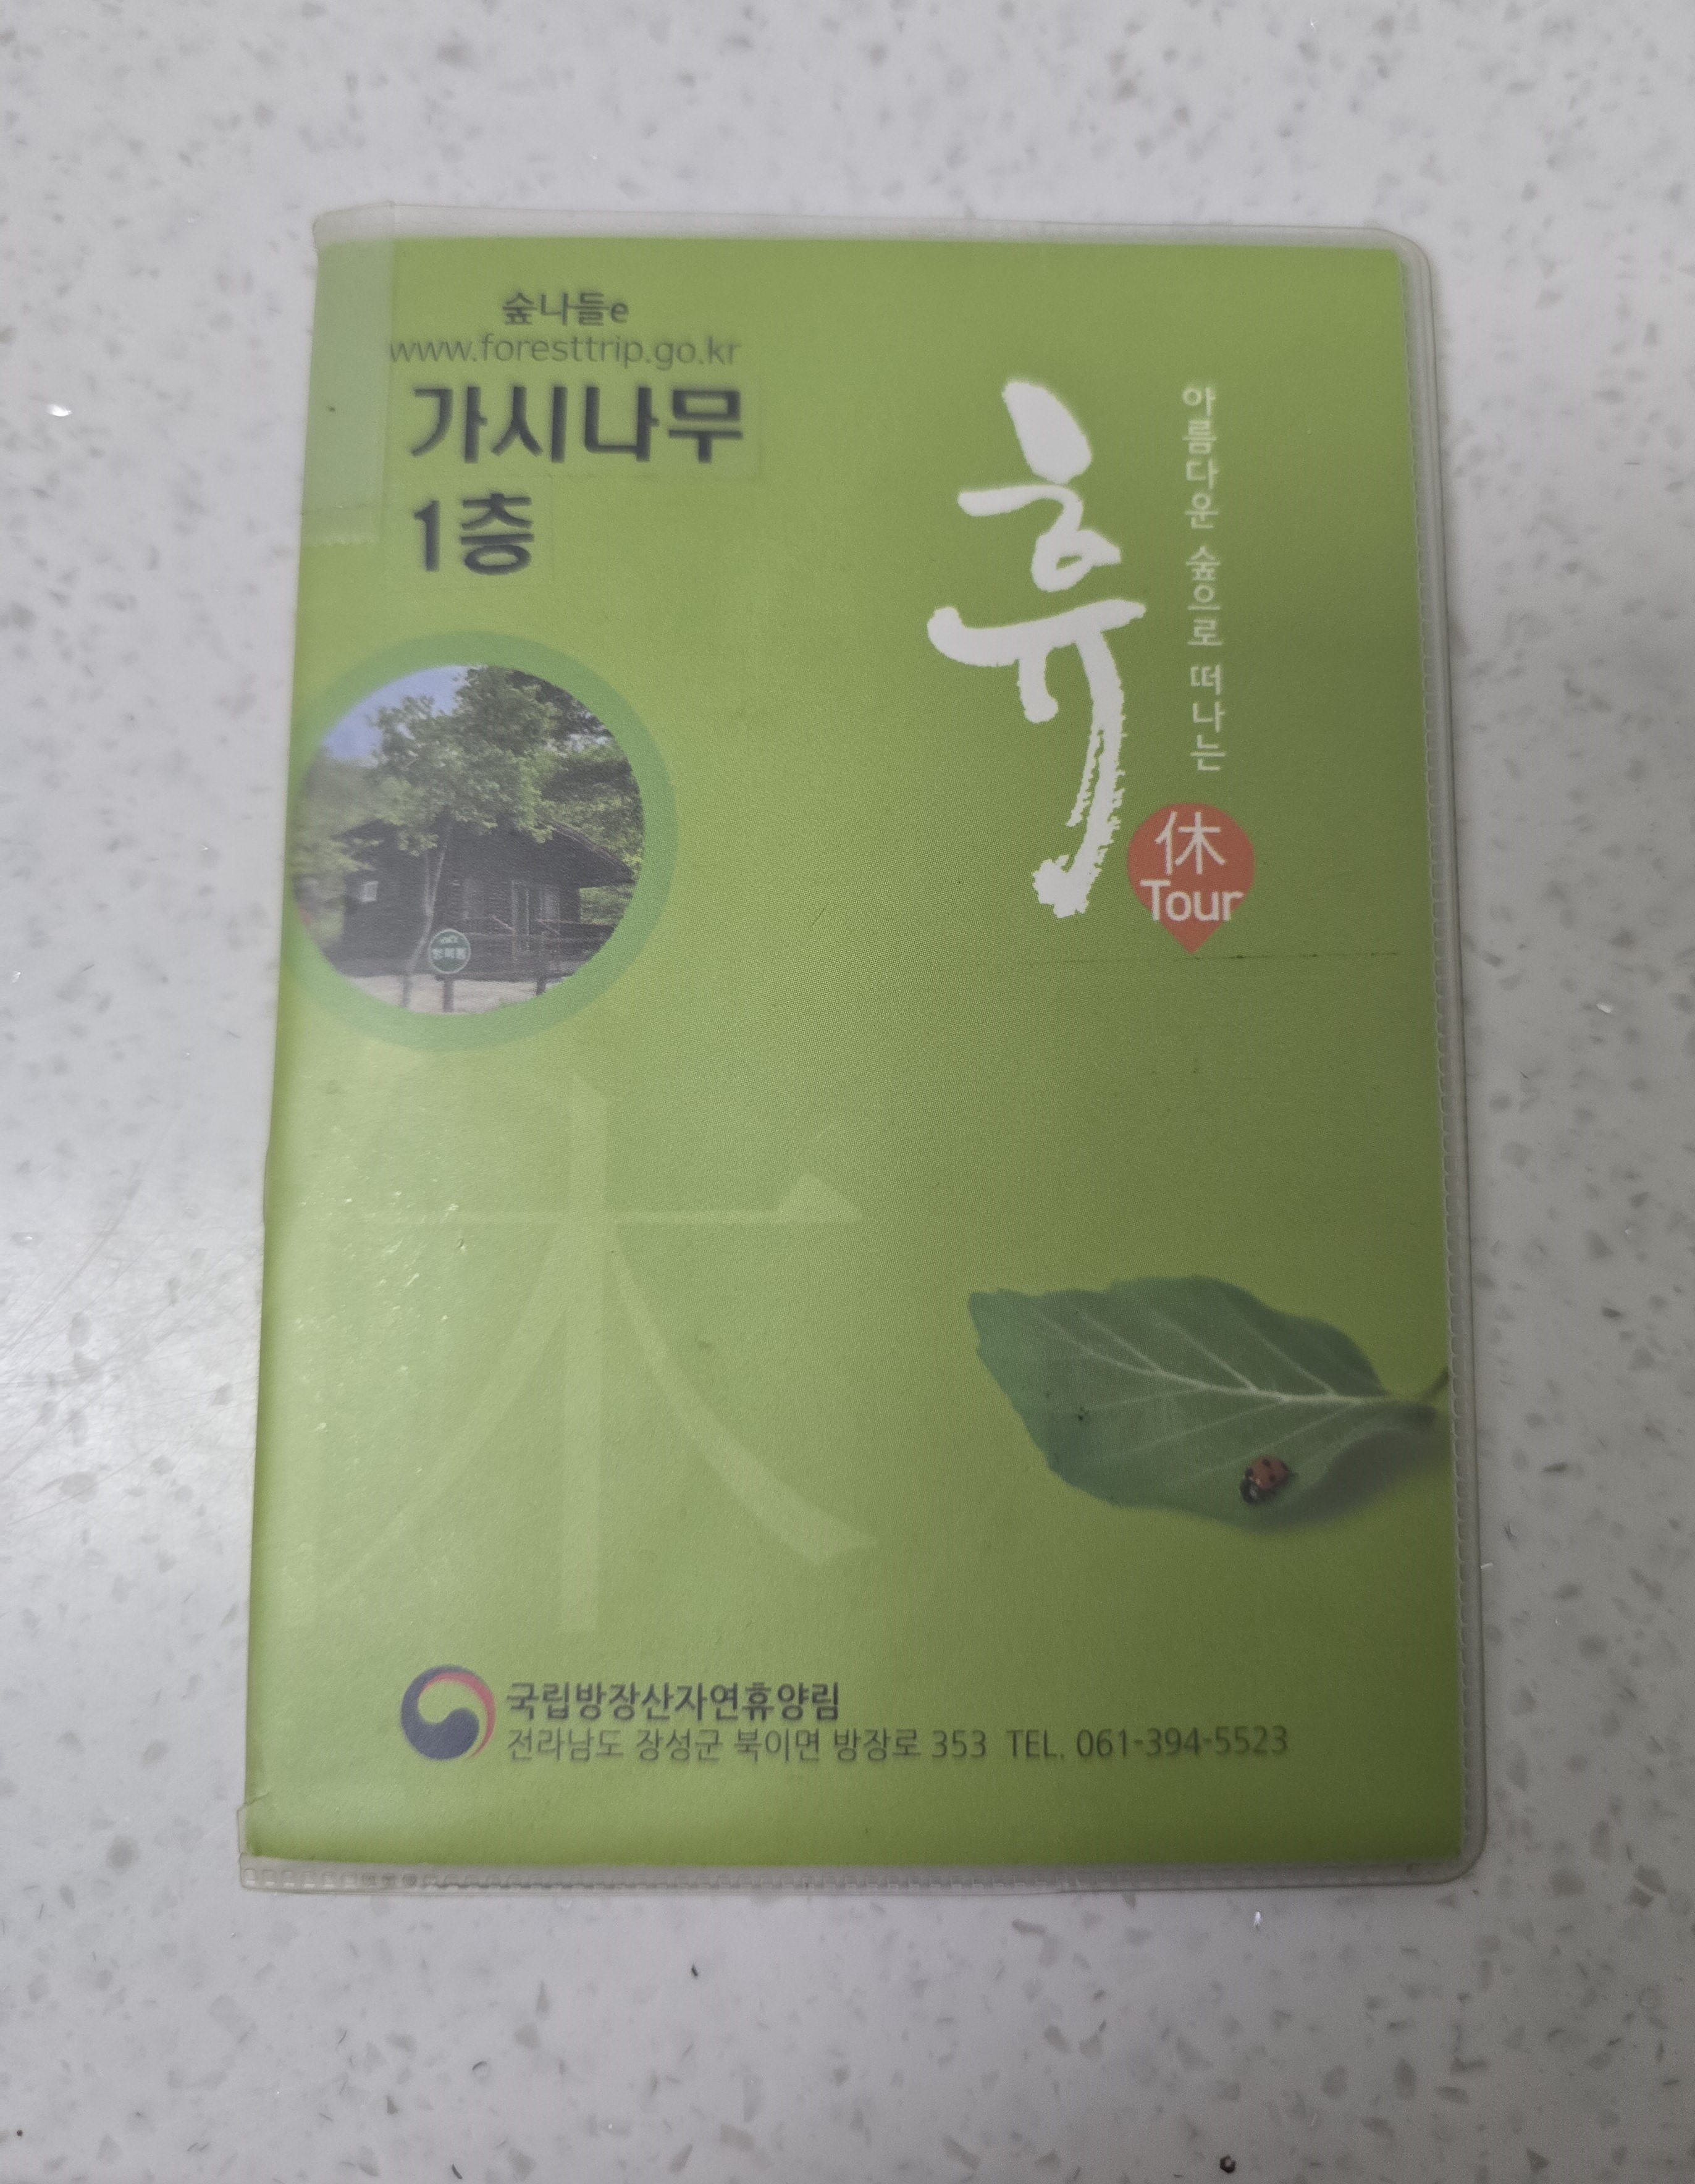 숲나들e
www.foresttrip.go.kr
가시나무
1층
휴
아름다운 숲으로 떠나는
休
Tour
休
국립방장산자연휴양림
전라남도 장성군 북이면 방장로 353 TEL. 061-394-5523